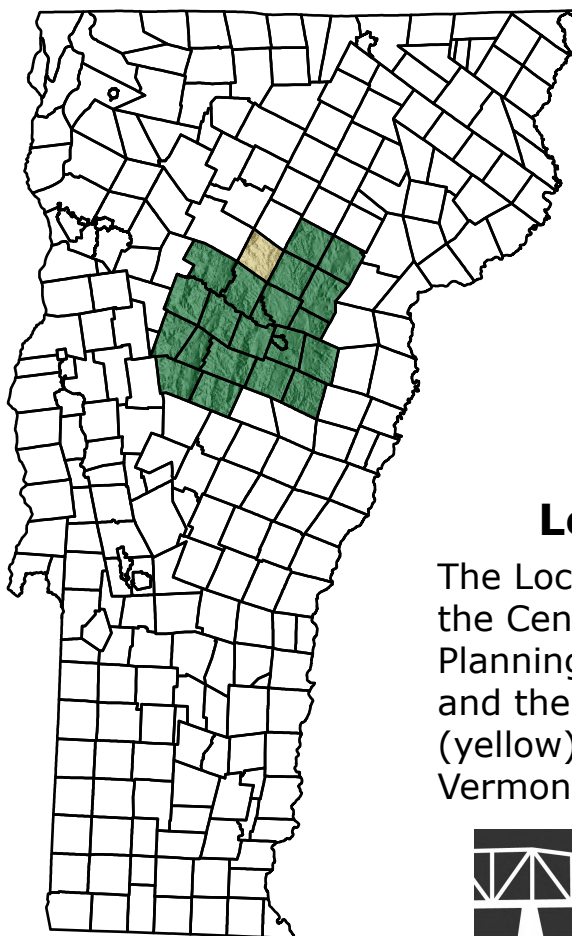 Lo
The Loc
the Cen
Planning
and the
(yellow)
Vermon